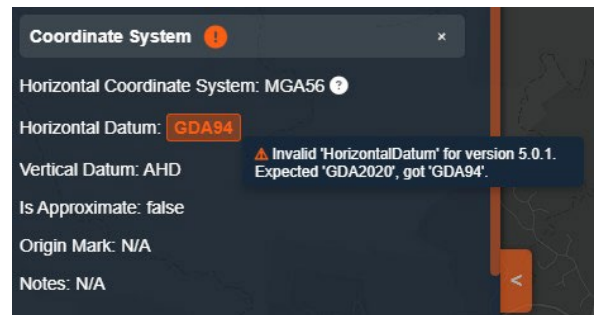 Coordinate System !
×
Horizontal Coordinate System: MGA56 ?
Horizontal Datum: GDA94
⚠ Invalid 'HorizontalDatum' for version 5.0.1.
Expected 'GDA2020', got 'GDA94'.
Vertical Datum: AHD
Is Approximate: false
Origin Mark: N/A
Notes: N/A
<